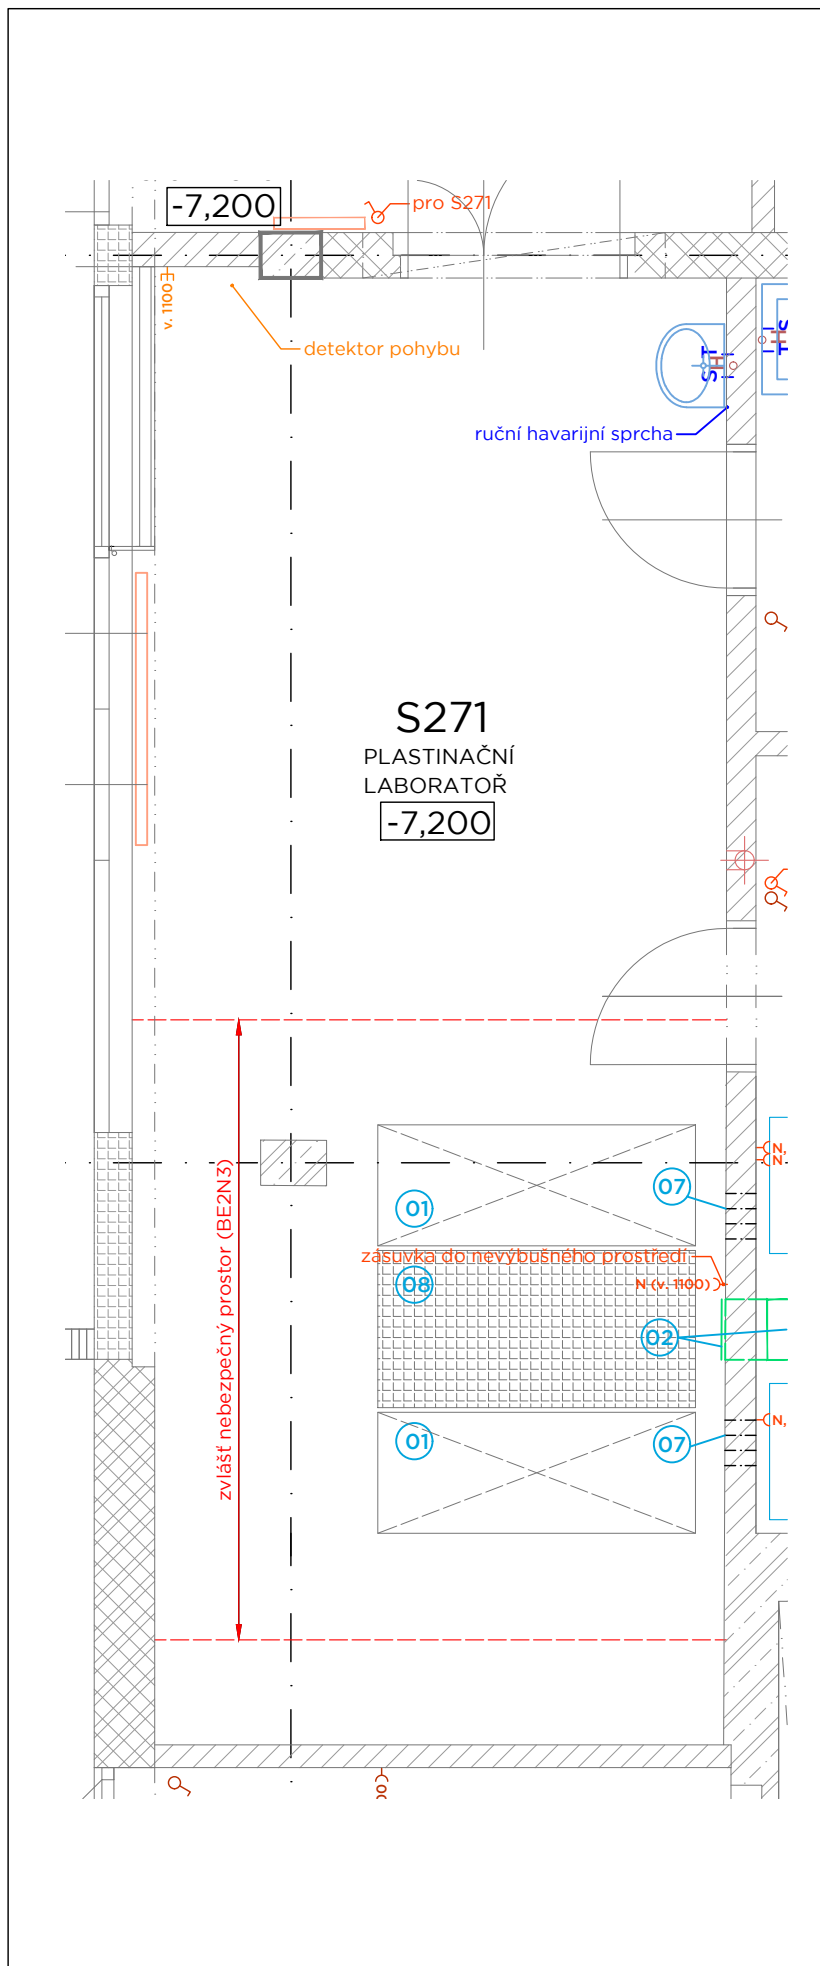 -7,200
pro S271
v. 1100
detektor pohybu
S H T
ruční havarijní sprcha
S271
PLASTINAČNÍ
LABORATOŘ
-7,200
zvlášť nebezpečný prostor (BE2N3)
N,
N,
07
01
zásuvka do nevýbušného prostředí
08
N (v. 1100)
02
N,
01
07